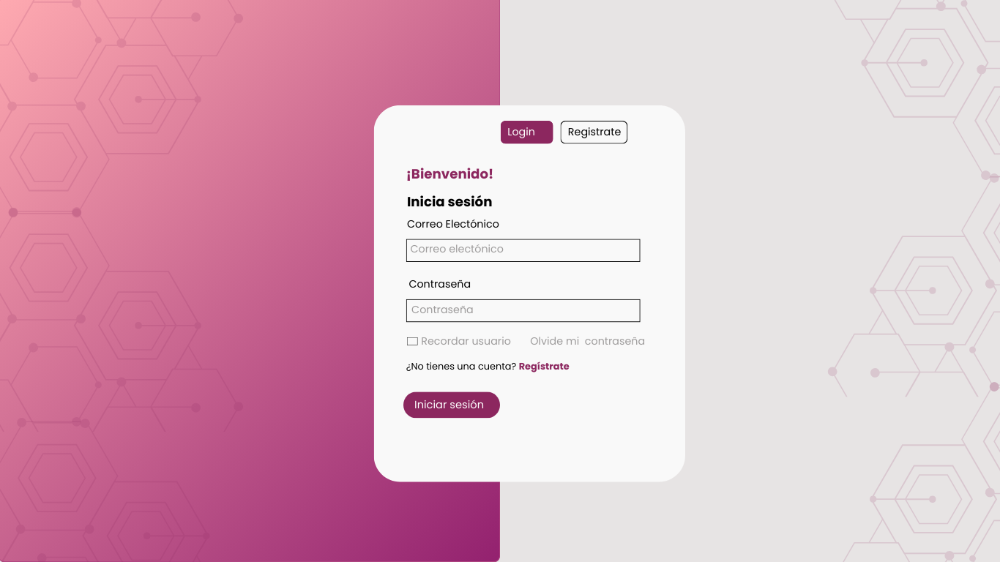 Login Registrate
¡Bienvenido!
Inicia sesión
Correo Electónico
Correo electónico
Contraseña
Contraseña
Recordar usuario Olvide mi contraseña
¿No tienes una cuenta? Regístrate
Iniciar sesión